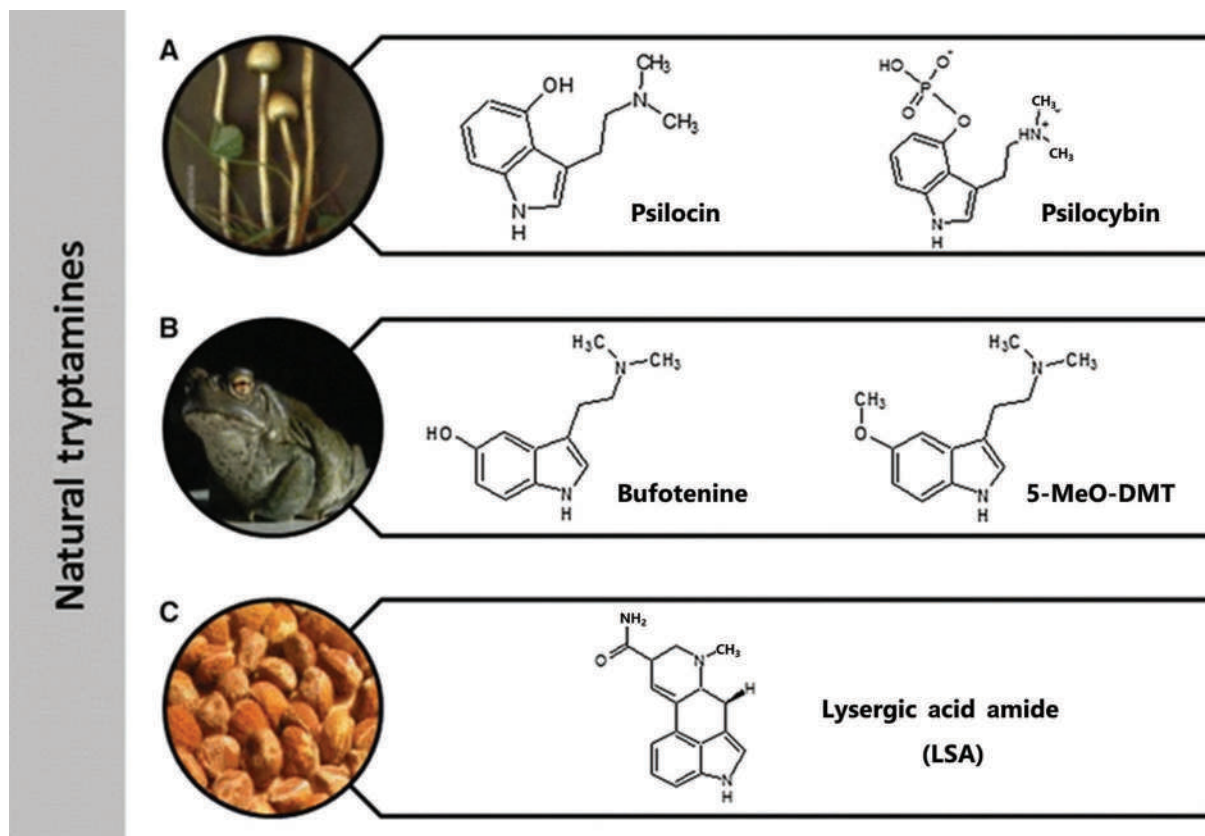 Natural tryptamines
A
OH
CH₃
N
CH₃
N
H
Psilocin
HO
O⁻
P
O
O
CH₃
HN⁺
CH₃
N
H
Psilocybin
B
H₃C
N
CH₃
HO
N
H
Bufotenine
H₃C
N
CH₃
CH₃
O
N
H
5-MeO-DMT
C
NH₂
O
N
CH₃
H
N
H
Lysergic acid amide
(LSA)